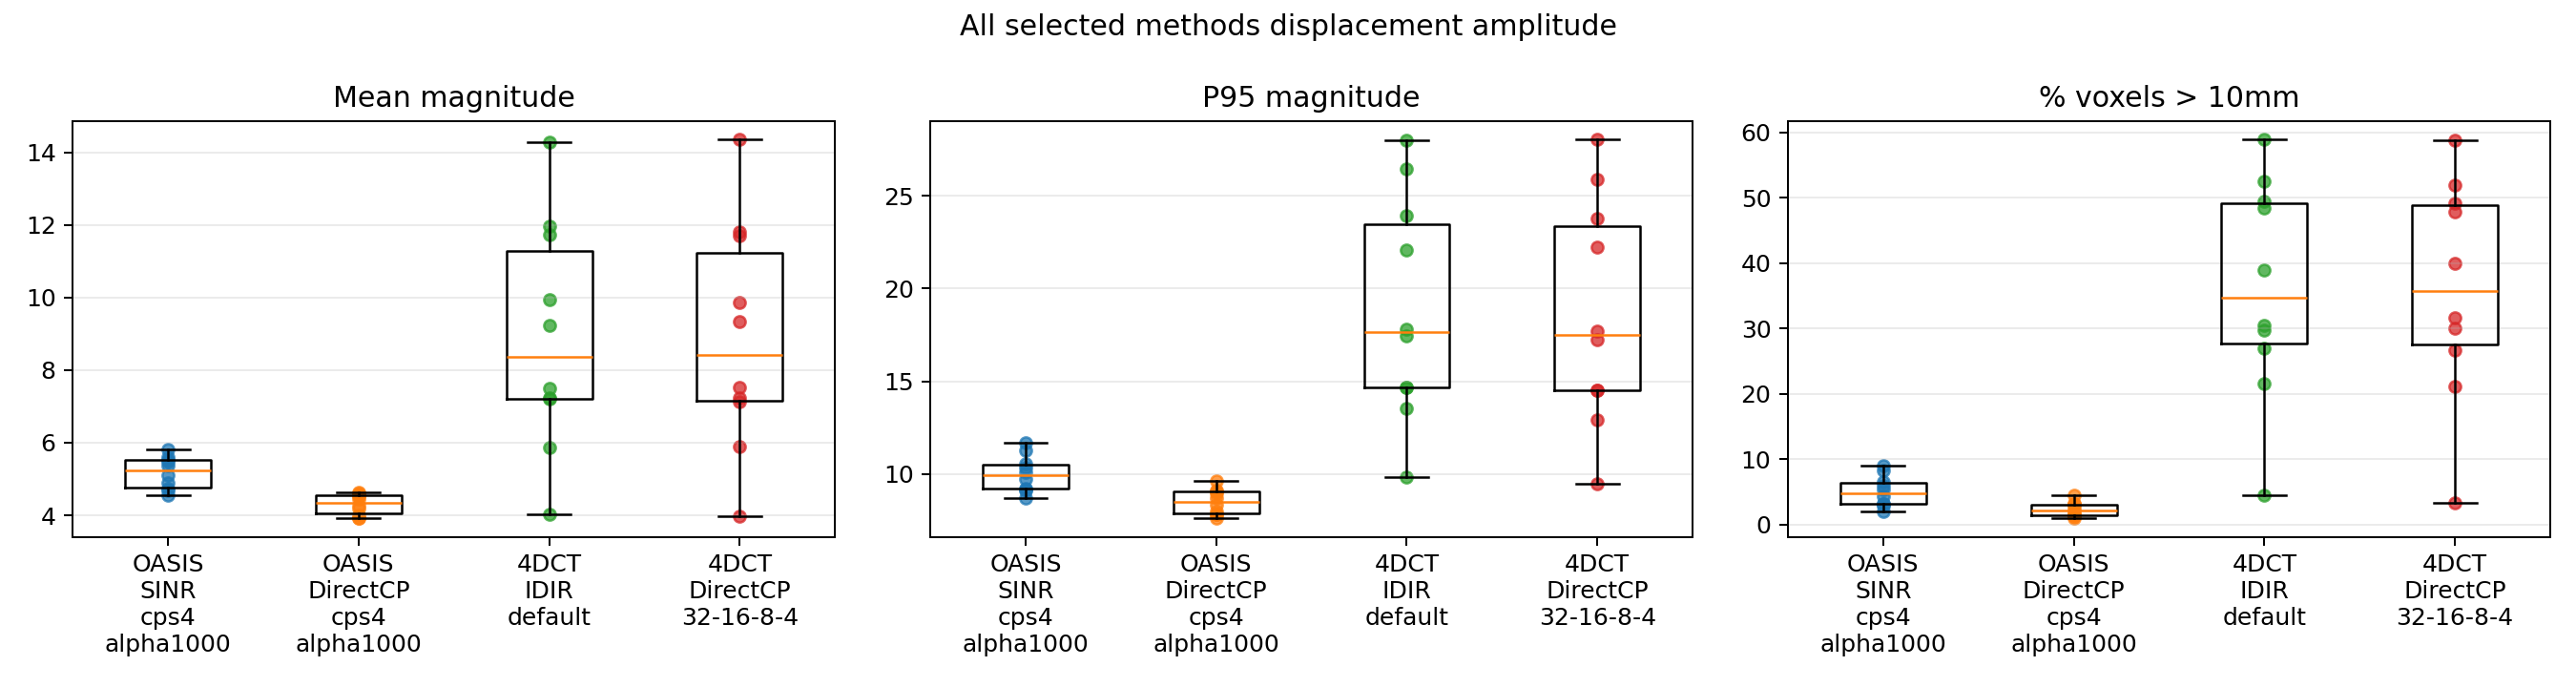 All selected methods displacement amplitude
Mean magnitude
14
12
10
8
6
4
OASIS
SINR
cps4
alpha1000
OASIS
DirectCP
cps4
alpha1000
4DCT
IDIR
default
4DCT
DirectCP
32-16-8-4
P95 magnitude
25
20
15
10
OASIS
SINR
cps4
alpha1000
OASIS
DirectCP
cps4
alpha1000
4DCT
IDIR
default
4DCT
DirectCP
32-16-8-4
% voxels > 10mm
60
50
40
30
20
10
0
OASIS
SINR
cps4
alpha1000
OASIS
DirectCP
cps4
alpha1000
4DCT
IDIR
default
4DCT
DirectCP
32-16-8-4